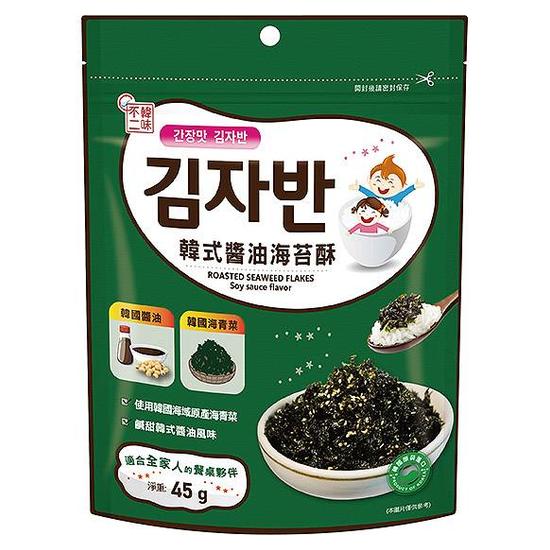 開封後請密封保存
韓味
不二
간장맛 김자반
김자반
韓式醬油海苔酥
ROASTED SEAWEED FLAKES
Soy sauce flavor
韓國醬油
韓國海青菜
使用韓國海域原產海青菜
鹹甜韓式醬油風味
適合全家人的餐桌夥伴
淨重: 45 g
PRODUCT OF KOREA
(本圖片僅供參考)